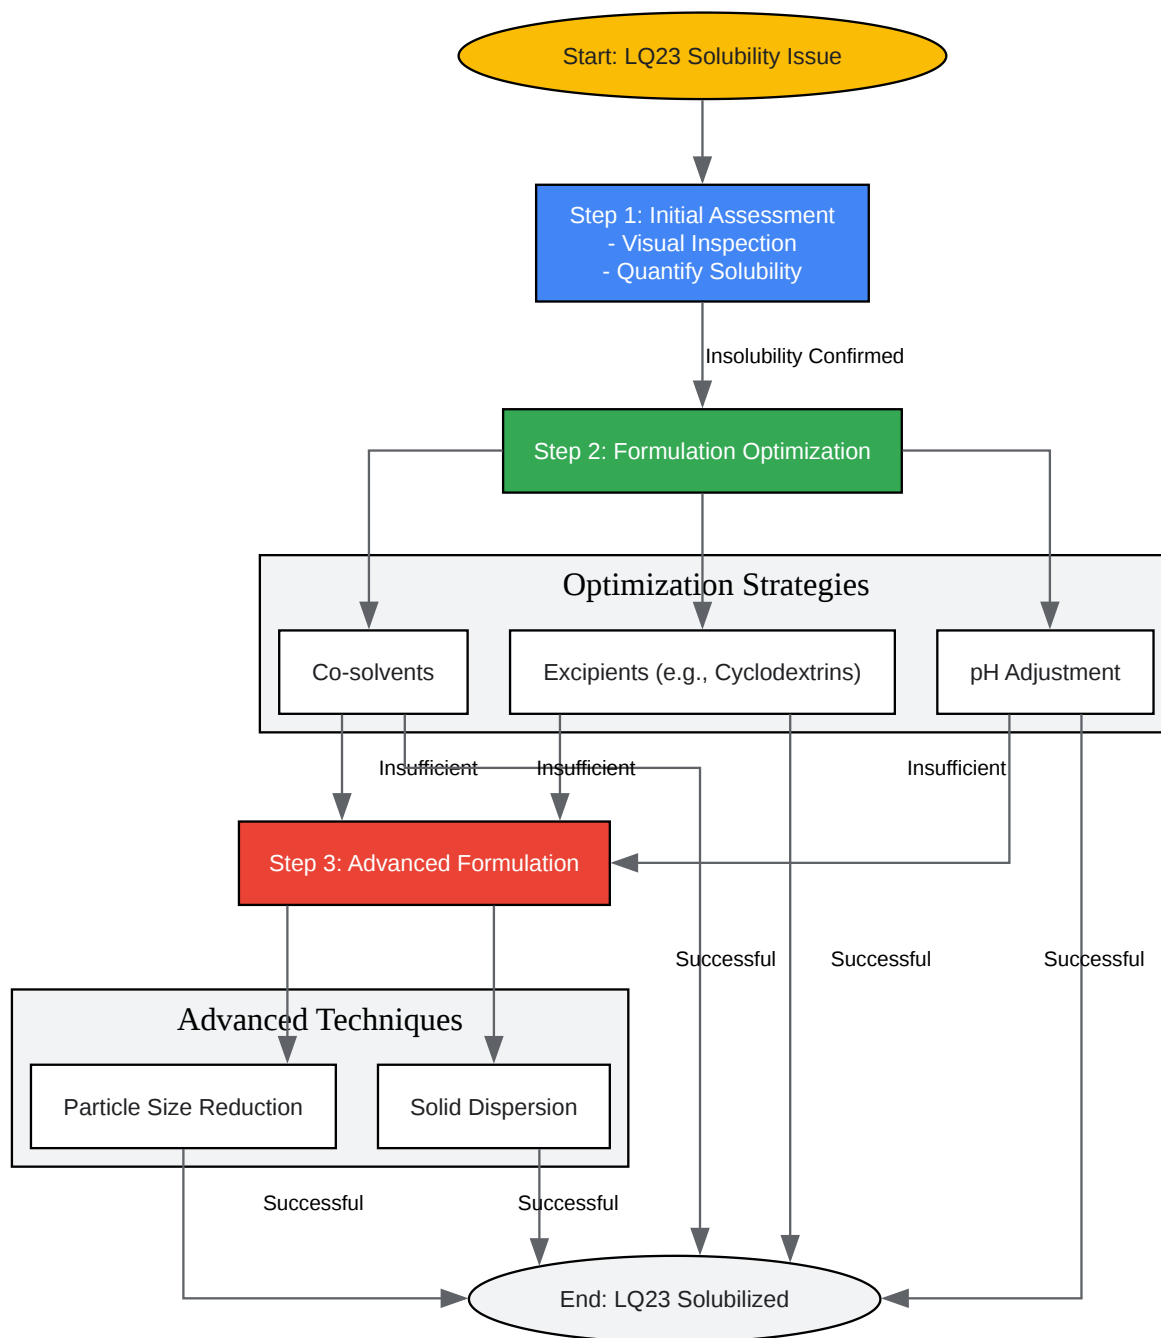 Start: LQ23 Solubility Issue
Step 1: Initial Assessment
- Visual Inspection
- Quantify Solubility
Insolubility Confirmed
Step 2: Formulation Optimization
Optimization Strategies
Co-solvents
Excipients (e.g., Cyclodextrins)
pH Adjustment
Insufficient
Insufficient
Insufficient
Step 3: Advanced Formulation
Successful
Successful
Successful
Advanced Techniques
Particle Size Reduction
Solid Dispersion
Successful
Successful
End: LQ23 Solubilized